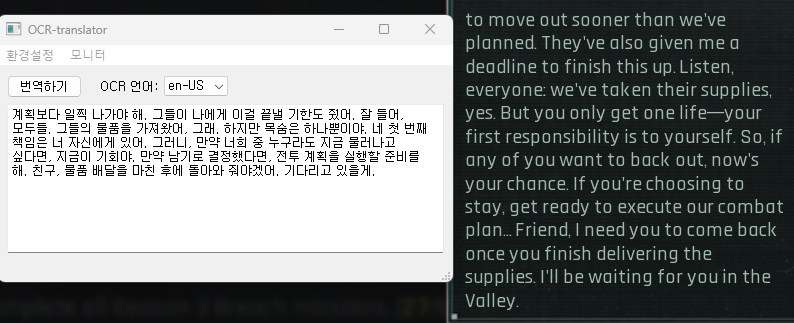 OCR-translator
환경설정 모니터
번역하기 OCR 언어: en-US
계획보다 일찍 나가야 해. 그들이 나에게 이걸 끝낼 기한도 줬어. 잘 들어,
모두들. 그들의 물품을 가져왔어, 그래. 하지만 목숨은 하나뿐이야. 네 첫 번째
책임은 너 자신에게 있어. 그러니, 만약 너희 중 누구라도 지금 물러나고
싶다면, 지금이 기회야. 만약 남기로 결정했다면, 전투 계획을 실행할 준비를
해. 친구, 물품 배달을 마친 후에 돌아와 줘야겠어. 기다리고 있을게.
to move out sooner than we've
planned. They've also given me a
deadline to finish this up. Listen,
everyone: we've taken their supplies,
yes. But you only get one life—your
first responsibility is to yourself. So, if
any of you want to back out, now's
your chance. If you're choosing to
stay, get ready to execute our combat
plan... Friend, I need you to come back
once you finish delivering the
supplies. I'll be waiting for you in the
Valley.